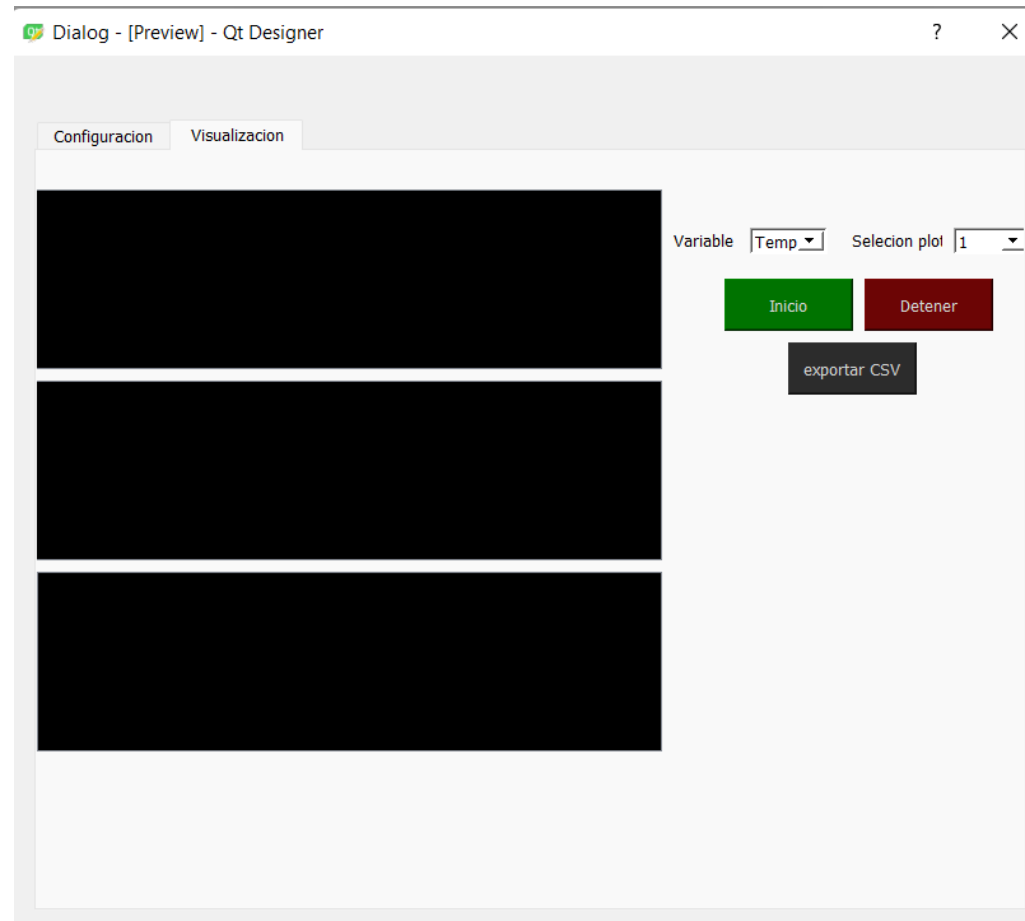 Dialog - [Preview] - Qt Designer
?
Configuracion Visualizacion
Variable Temp Selecion plot 1
Inicio Detener
exportar CSV